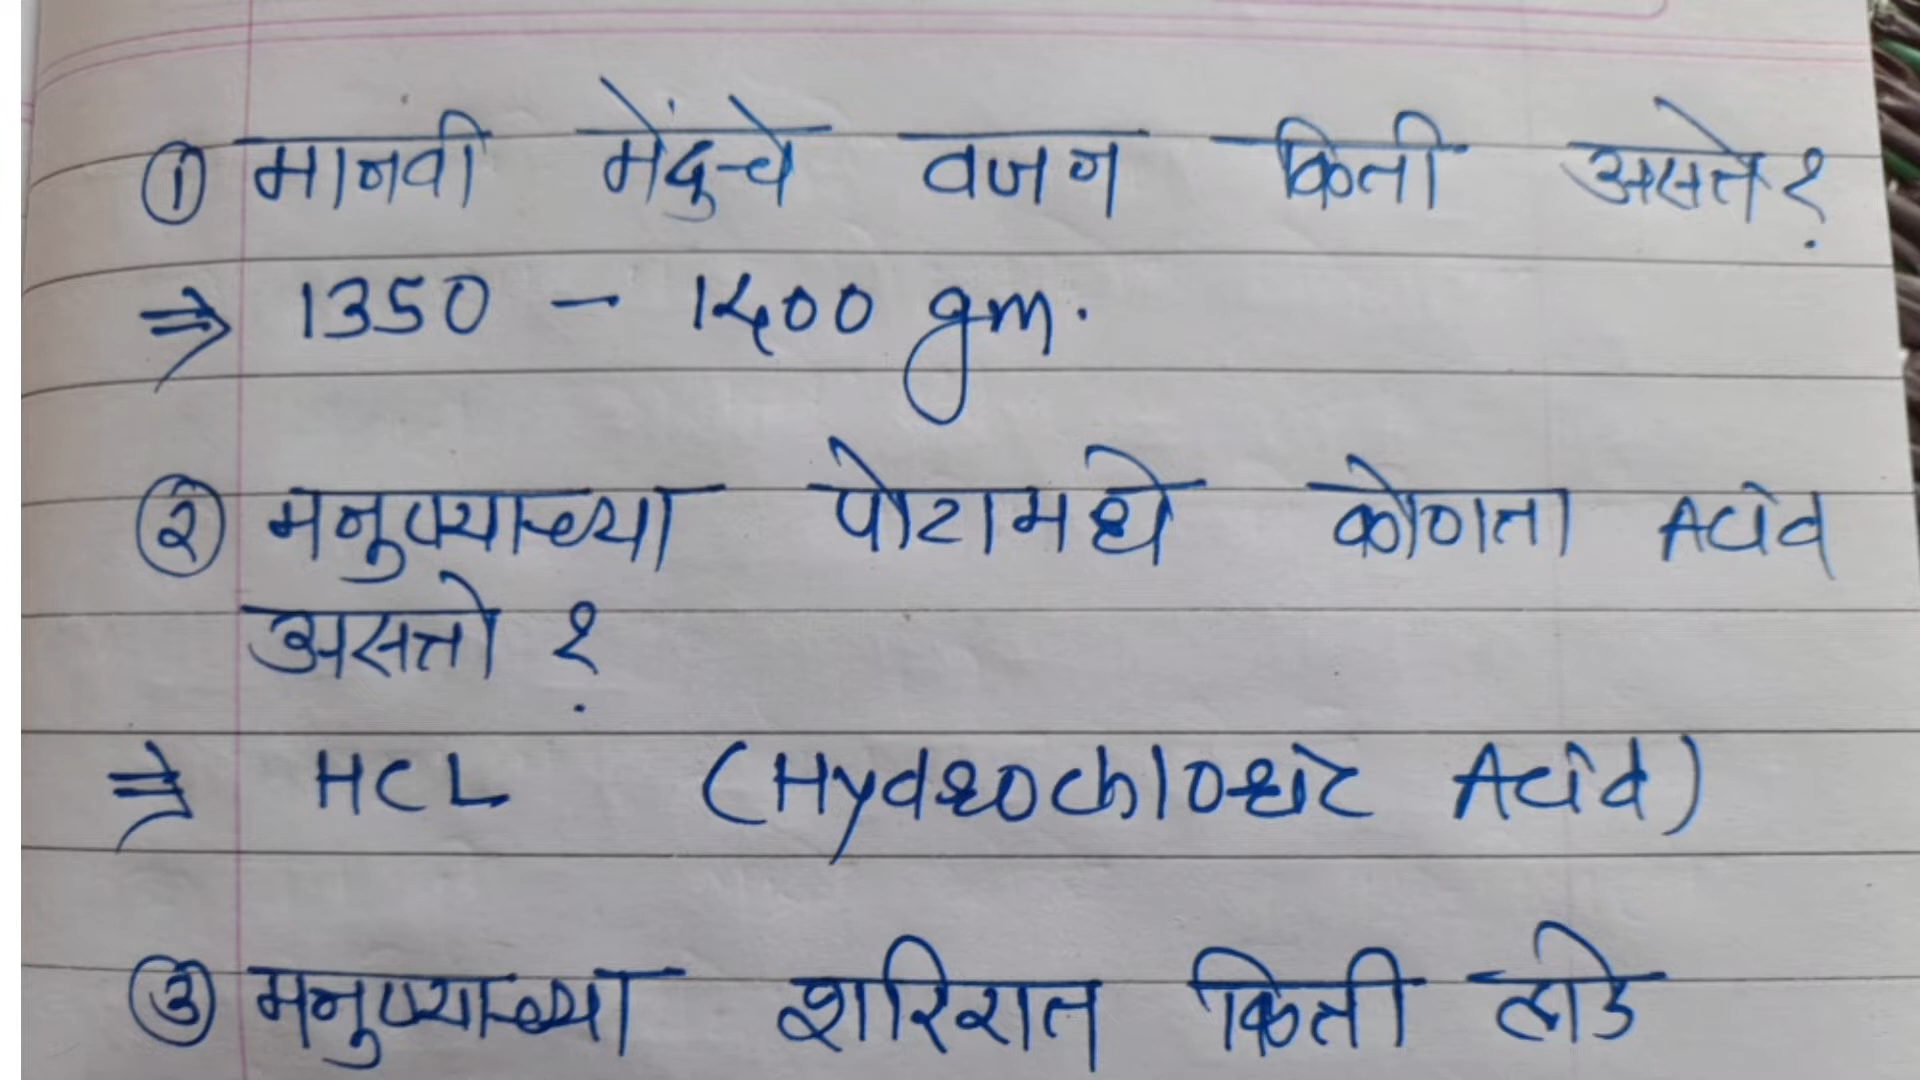 ① मानवी मेंदुचे वजन किती असते?
⇒ 1350 - 1400 gm.
② मनुष्याच्या पोटामध्ये कोणता Acid
असतो ?
⇒ HCL (Hydrochloric Acid)
③ मनुष्याच्या शरिरात किती हाडे